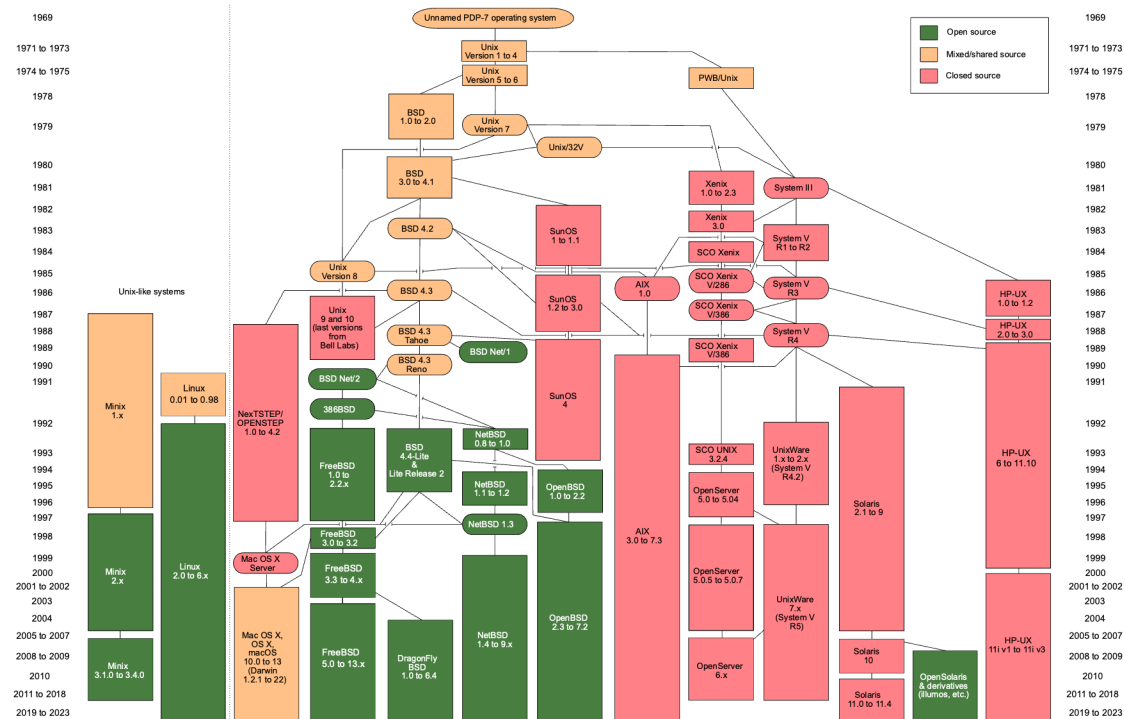 1969
Unnamed PDP-7 operating system
1969
Open source
Mixed/shared source
Closed source
1971 to 1973
Unix
Version 1 to 4
1971 to 1973
1974 to 1975
Unix
Version 5 to 6
PWB/Unix
1974 to 1975
1978
BSD
1.0 to 2.0
1978
1979
Unix
Version 7
1979
Unix/32V
1980
BSD
3.0 to 4.1
1980
1981
Xenix
1.0 to 2.3
System III
1981
1982
Xenix
3.0
1982
1983
BSD 4.2
SunOS
1 to 1.1
System V
R1 to R2
1983
1984
SCO Xenix
1984
1985
Unix
Version 8
SCO Xenix
V/286
1985
1986
Unix-like systems
BSD 4.3
AIX
1.0
System V
R3
HP-UX
1.0 to 1.2
1986
1987
Unix
9 and 10
(last versions
from
Bell Labs)
SunOS
1.2 to 3.0
SCO Xenix
V/386
1987
1988
BSD 4.3
Tahoe
System V
R4
HP-UX
2.0 to 3.0
1988
1989
BSD Net/1
SCO Xenix
V/386
1989
1990
BSD 4.3
Reno
1990
1991
Linux
0.01 to 0.98
BSD Net/2
1991
Minix
1.x
NexTSTEP/
OPENSTEP
1.0 to 4.2
386BSD
SunOS
4
1992
NetBSD
0.8 to 1.0
1992
1993
FreeBSD
1.0 to
2.2.x
BSD
4.4-Lite
&
Lite Release 2
SCO UNIX
3.2.4
UnixWare
1.x to 2.x
(System V
R4.2)
HP-UX
6 to 11.10
1993
1994
1994
1995
NetBSD
1.1 to 1.2
OpenBSD
1.0 to 2.2
OpenServer
5.0 to 5.04
1995
1996
Solaris
2.1 to 9
1996
1997
NetBSD 1.3
1997
1998
FreeBSD
3.0 to 3.2
AIX
3.0 to 7.3
1998
1999
Mac OS X
Server
1999
2000
Minix
2.x
Linux
2.0 to 6.x
FreeBSD
3.3 to 4.x
OpenServer
5.0.5 to 5.0.7
2000
2001 to 2002
2001 to 2002
2003
UnixWare
7.x
(System V
R5)
2003
2004
OpenBSD
2.3 to 7.2
2004
2005 to 2007
Mac OS X,
OS X,
macOS
10.0 to 13
(Darwin
1.2.1 to 22)
NetBSD
1.4 to 9.x
HP-UX
11i v1 to 11i v3
2005 to 2007
2008 to 2009
Minix
3.1.0 to 3.4.0
FreeBSD
5.0 to 13.x
DragonFly
BSD
1.0 to 6.4
OpenServer
6.x
Solaris
10
2008 to 2009
2010
OpenSolaris
& derivatives
(illumos, etc.)
2010
2011 to 2018
Solaris
11.0 to 11.4
2011 to 2018
2019 to 2023
2019 to 2023